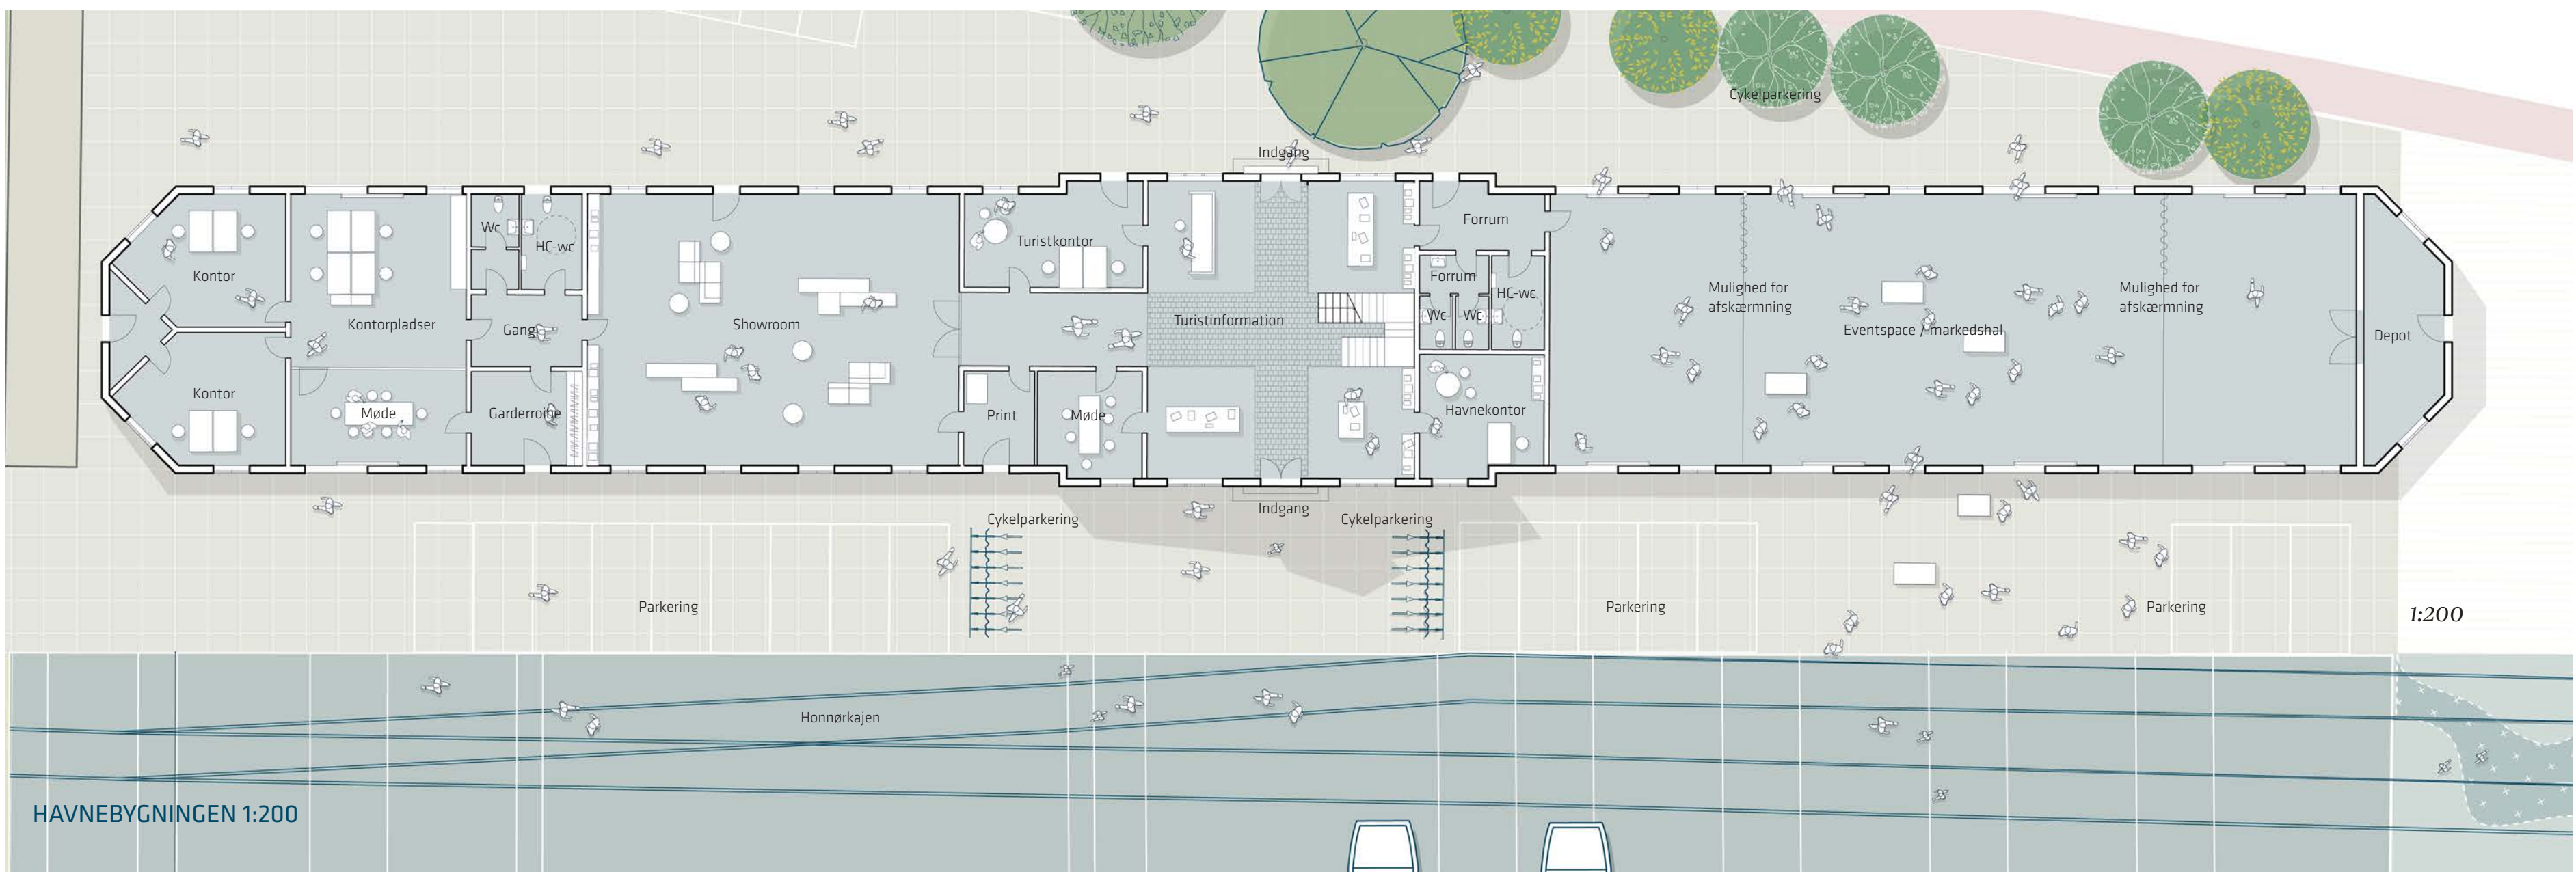 Cykelparkering
Indgang
Kontor
Wc
HC-wc
Kontorpladser
Gang
Showroom
Turistkontor
Turistinformation
Forrum
Forrum
HC-wc
Wc
Wc
Mulighed for
afskærmning
Eventspace / markedshal
Mulighed for
afskærmning
Depot
Kontor
Møde
Garderrobe
Print
Møde
Havnekontor
Indgang
Cykelparkering
Cykelparkering
Parkering
Parkering
Parkering
1:200
Honnørkajen
HAVNEBYGNINGEN 1:200